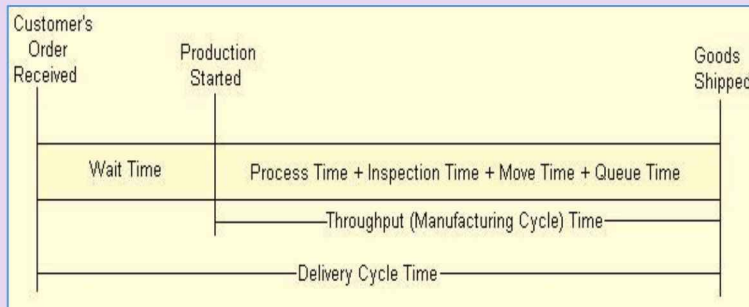 Customer's
Order
Received
Production
Started
Goods
Shipped
Wait Time
Process Time + Inspection Time + Move Time + Queue Time
Throughput (Manufacturing Cycle) Time
Delivery Cycle Time